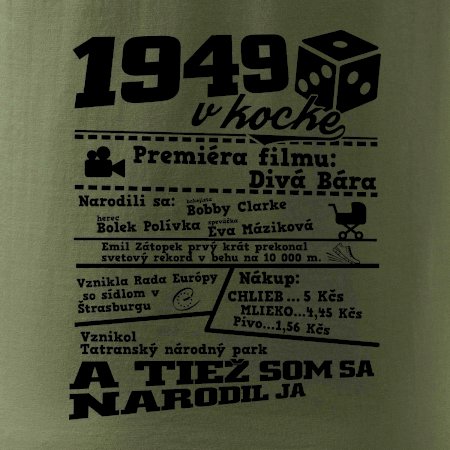 1949
v kocke
Premiéra filmu:
Divá Bára
Narodili sa:
hokejista
Bobby Clarke
herec
Bolek Polívka
speváčka
Eva Máziková
Emil Zátopek prvý krát prekonal
svetový rekord v behu na 10 000 m.
Vznikla Rada Európy
so sídlom v
Štrasburgu
Nákup:
CHLIEB ... 5 Kčs
MLIEKO...4,45 Kčs
Pivo...1,56 Kčs
Vznikol
Tatranský národný park
A TIEŽ SOM SA
NARODIL JA